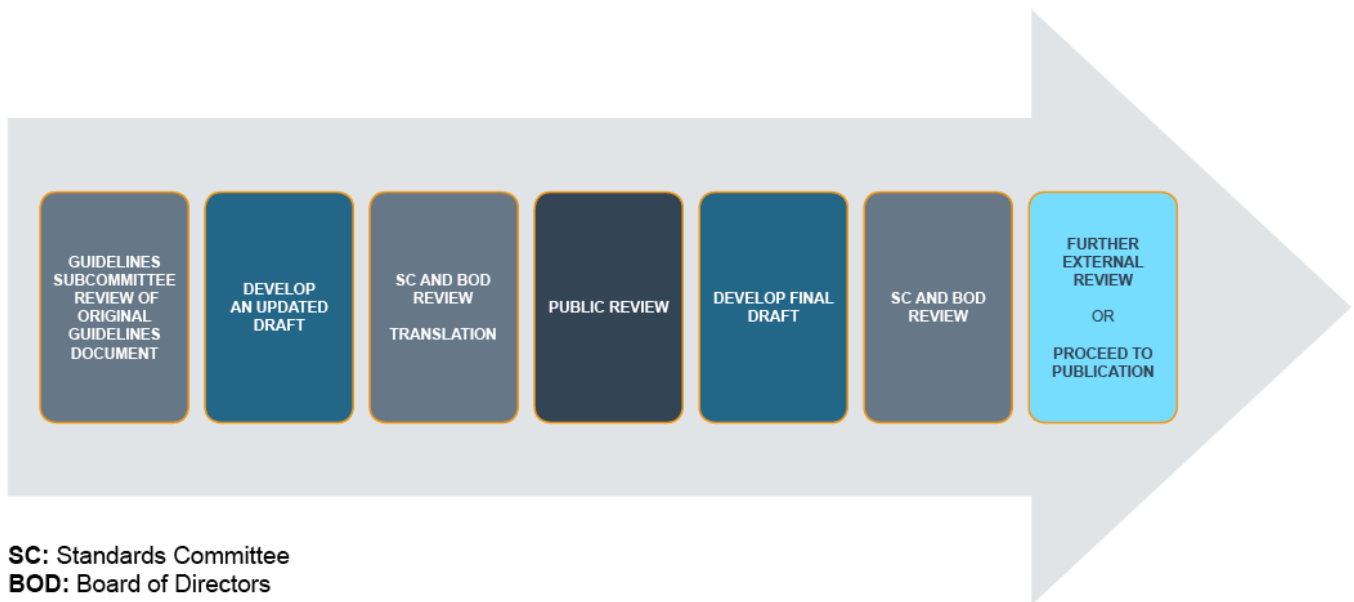 GUIDELINES
SUBCOMMITTEE
REVIEW OF
ORIGINAL
GUIDELINES
DOCUMENT
DEVELOP
AN UPDATED
DRAFT
SC AND BOD
REVIEW
TRANSLATION
PUBLIC REVIEW
DEVELOP FINAL
DRAFT
SC AND BOD
REVIEW
FURTHER
EXTERNAL
REVIEW
OR
PROCEED TO
PUBLICATION
SC: Standards Committee
BOD: Board of Directors